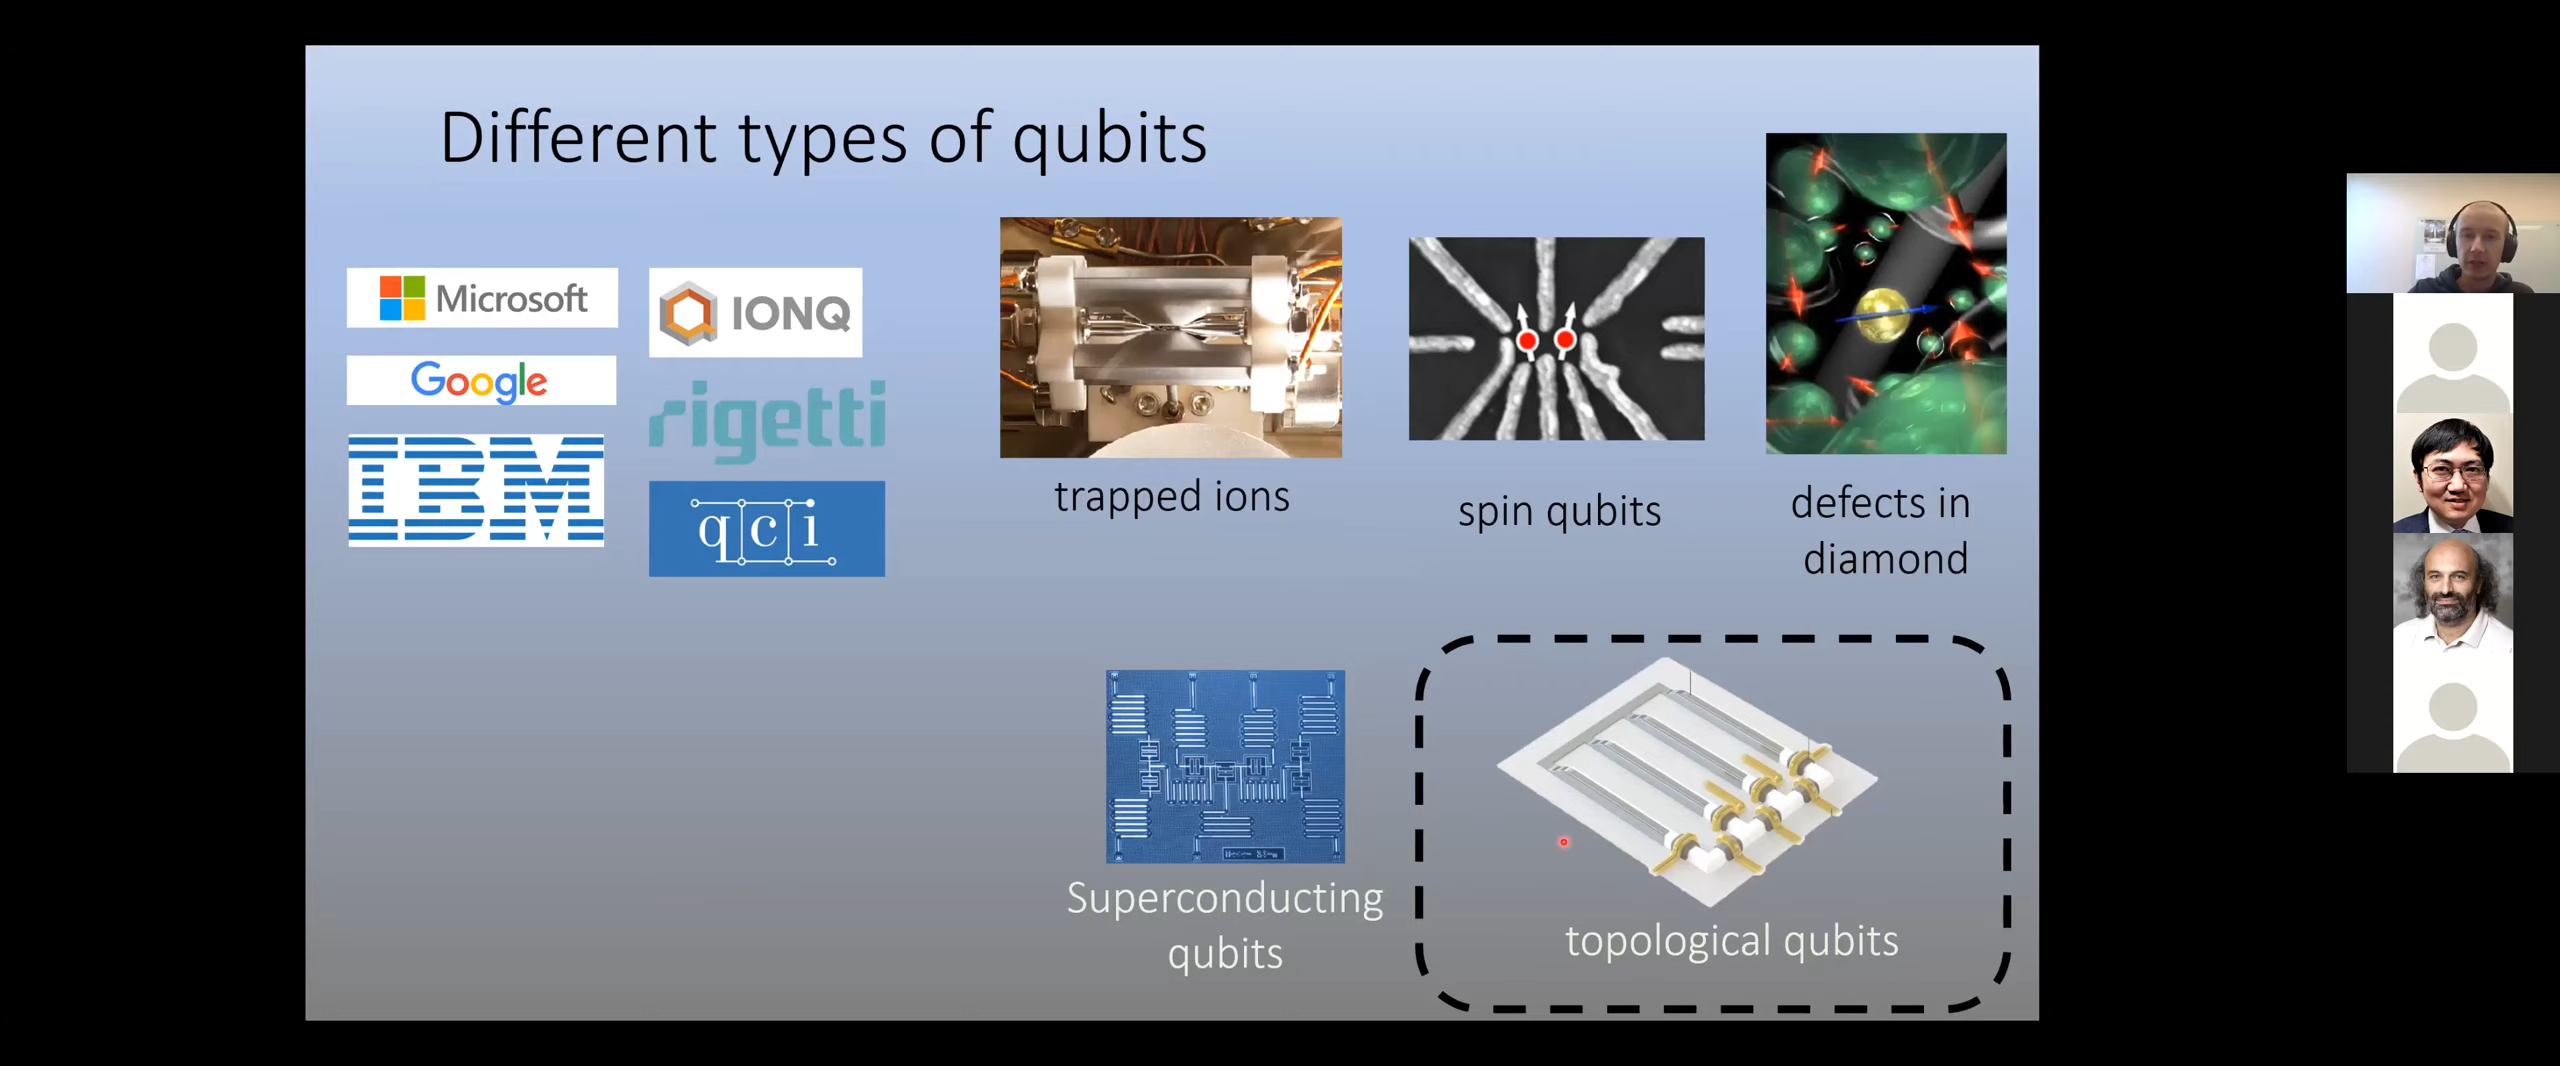 Different types of qubits
Microsoft
Google
IBM
IONQ
rigetti
qci
trapped ions
spin qubits
defects in
diamond
Superconducting
qubits
topological qubits